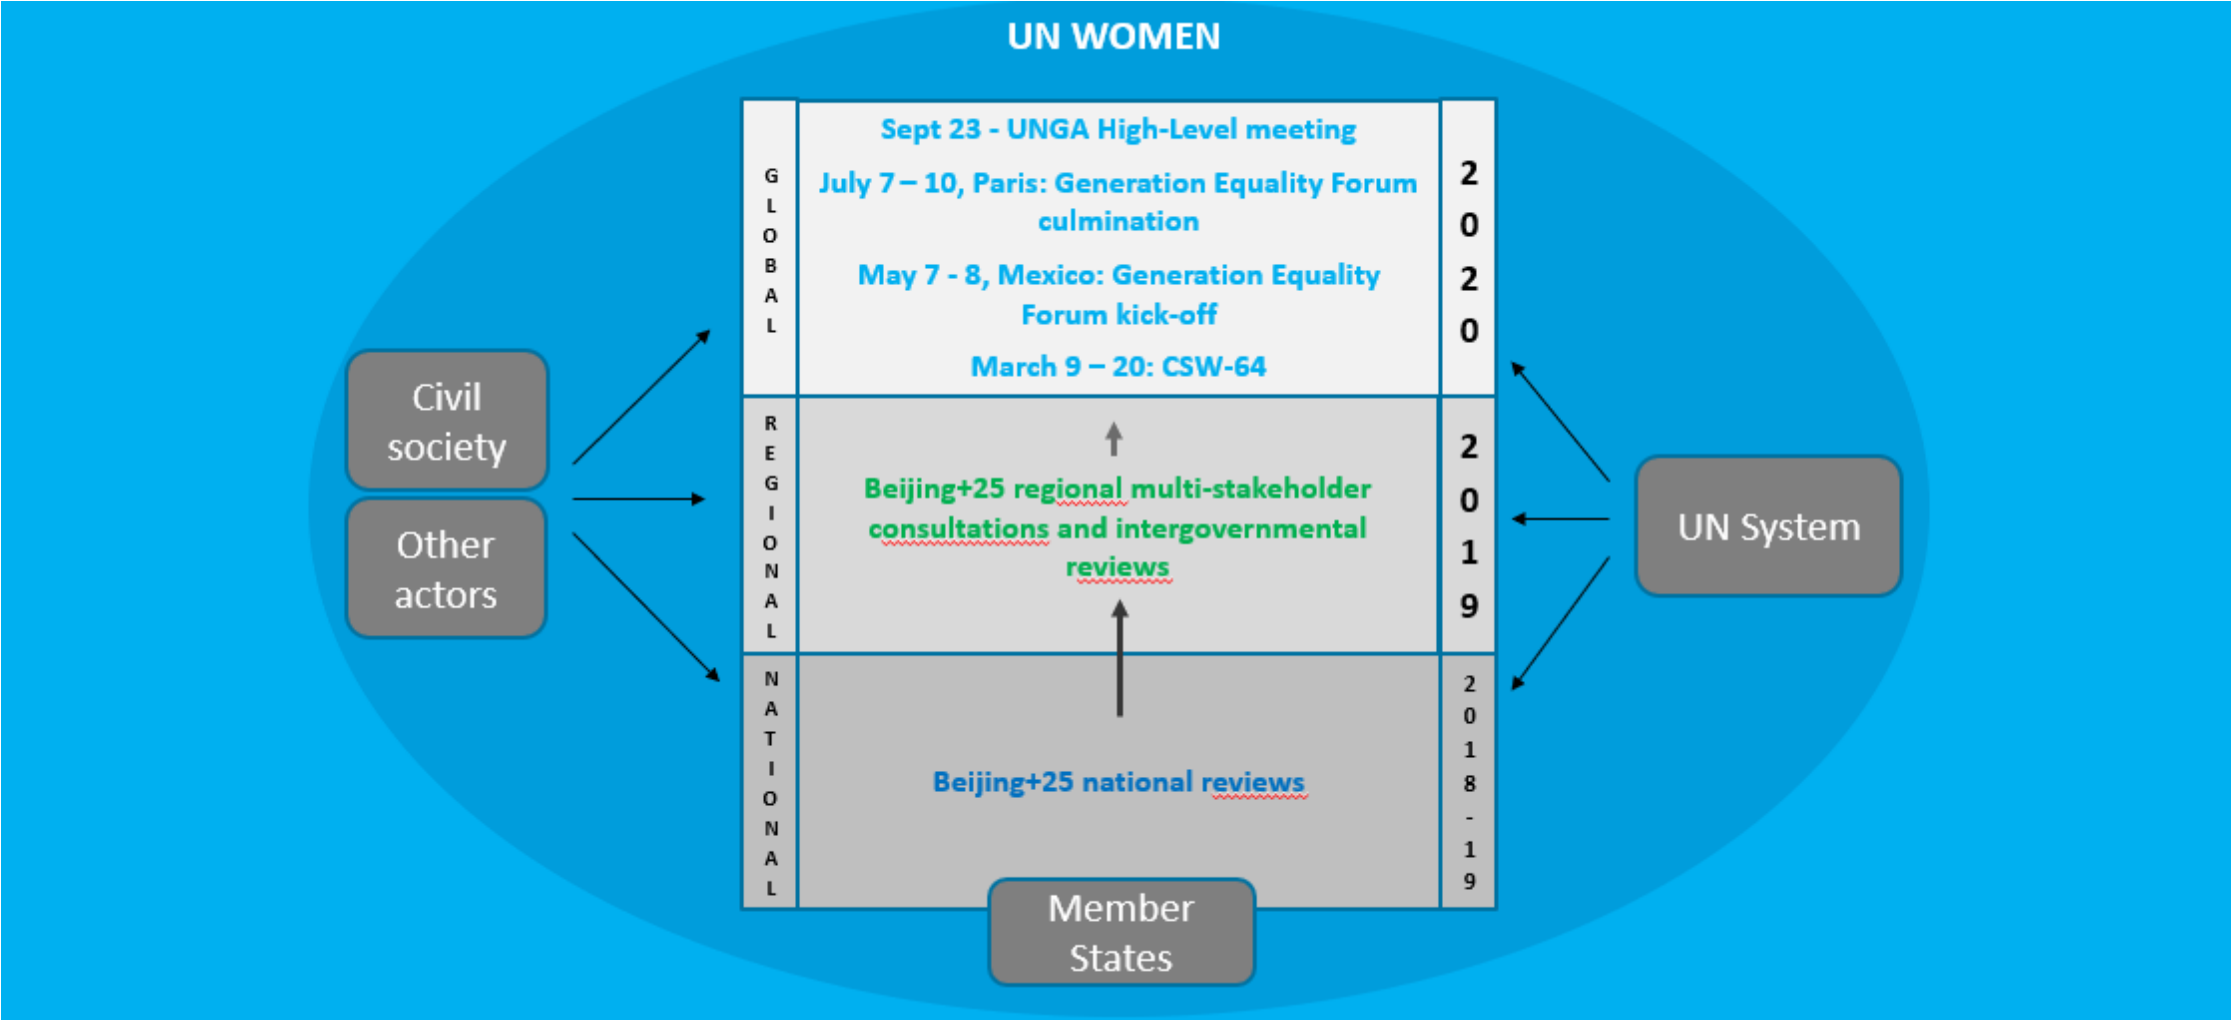 UN WOMEN
GLOBAL
Sept 23 - UNGA High-Level meeting
July 7 – 10, Paris: Generation Equality Forum
culmination
May 7 - 8, Mexico: Generation Equality
Forum kick-off
March 9 – 20: CSW-64
2020
REGIONAL
Beijing+25 regional multi-stakeholder
consultations and intergovernmental
reviews
2019
NATIONAL
Beijing+25 national reviews
2018-19
Civil
society
Other
actors
UN System
Member
States